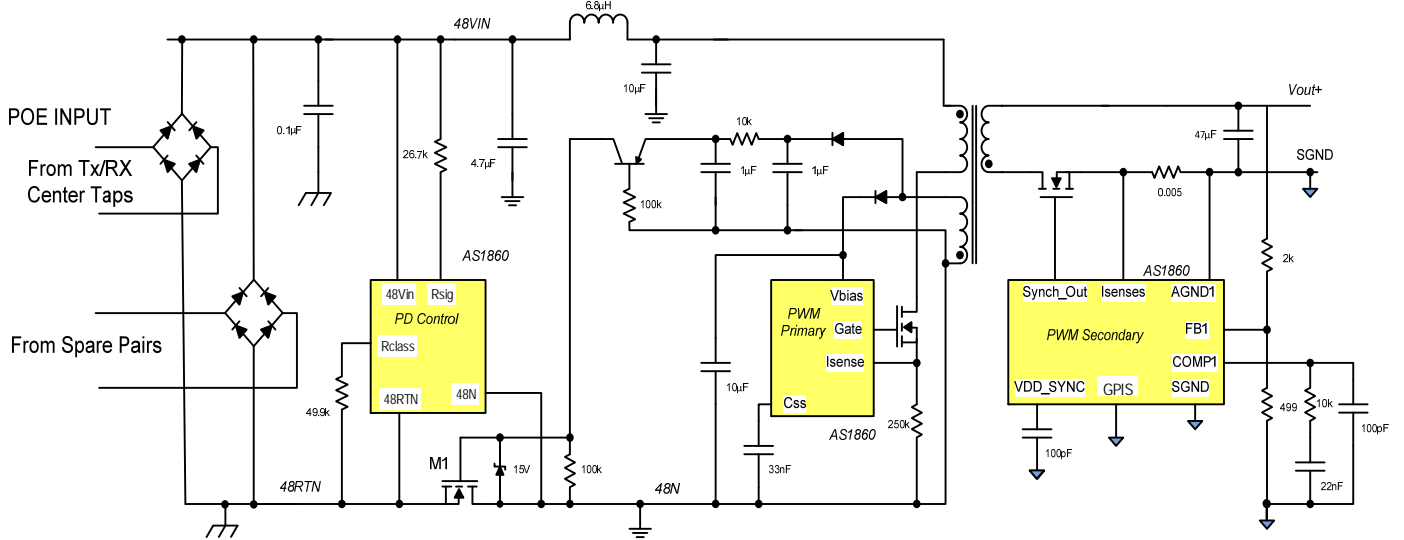 6.8µH
48VIN
10µF
Vout+
POE INPUT
0.1µF
10k
47µF
From Tx/RX
Center Taps
26.7k
4.7µF
1µF
1µF
SGND
0.005
100k
AS1860
2k
AS1860
48Vin
Rsig
PD Control
Rclass
48RTN
48N
Vbias
PWM
Primary
Gate
Isense
Css
AS1860
Synch_Out
Isenses
AGND1
PWM Secondary
FB1
COMP1
VDD_SYNC
GPIS
SGND
From Spare Pairs
49.9k
10µF
250k
499
10k
100pF
M1
15V
100k
33nF
100pF
22nF
48RTN
48N